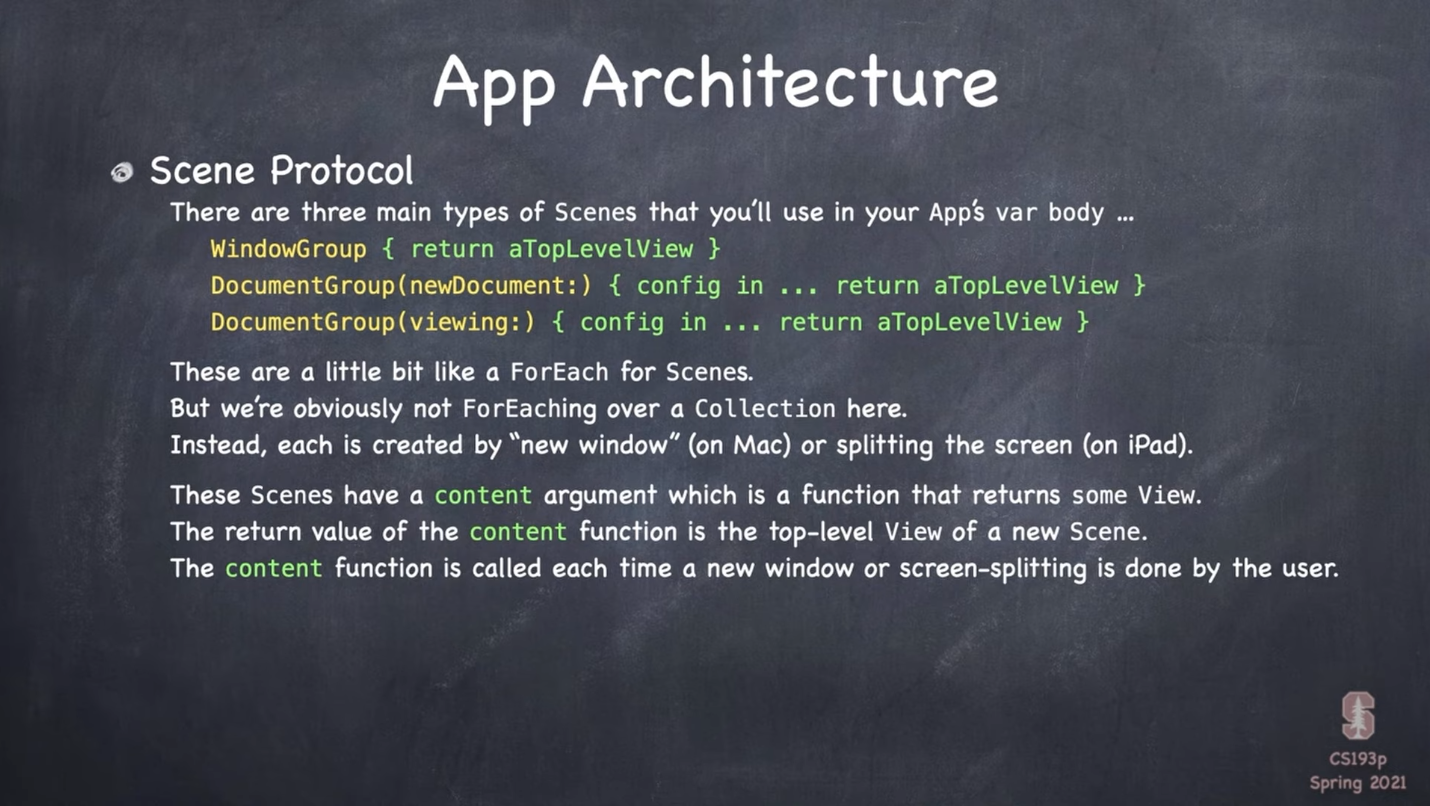 App Architecture
Scene Protocol
There are three main types of Scenes that you'll use in your App's var body ...
WindowGroup { return aTopLevelView }
DocumentGroup(newDocument:) { config in ... return aTopLevelView }
DocumentGroup(viewing:) { config in ... return aTopLevelView }
These are a little bit like a ForEach for Scenes.
But we're obviously not ForEaching over a Collection here.
Instead, each is created by “new window” (on Mac) or splitting the screen (on iPad).
These Scenes have a content argument which is a function that returns some View.
The return value of the content function is the top-level View of a new Scene.
The content function is called each time a new window or screen-splitting is done by the user.
S
CS193p
Spring 2021